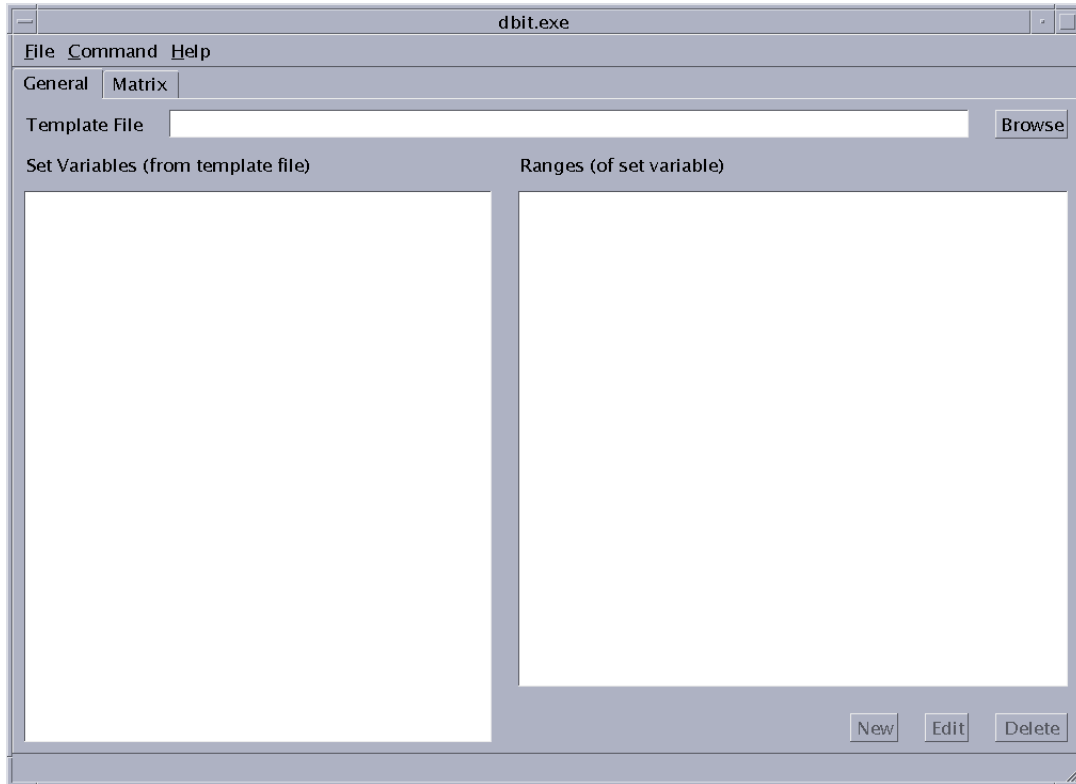 dbit.exe
File Command Help
General Matrix
Template File Browse
Set Variables (from template file) Ranges (of set variable)
New Edit Delete